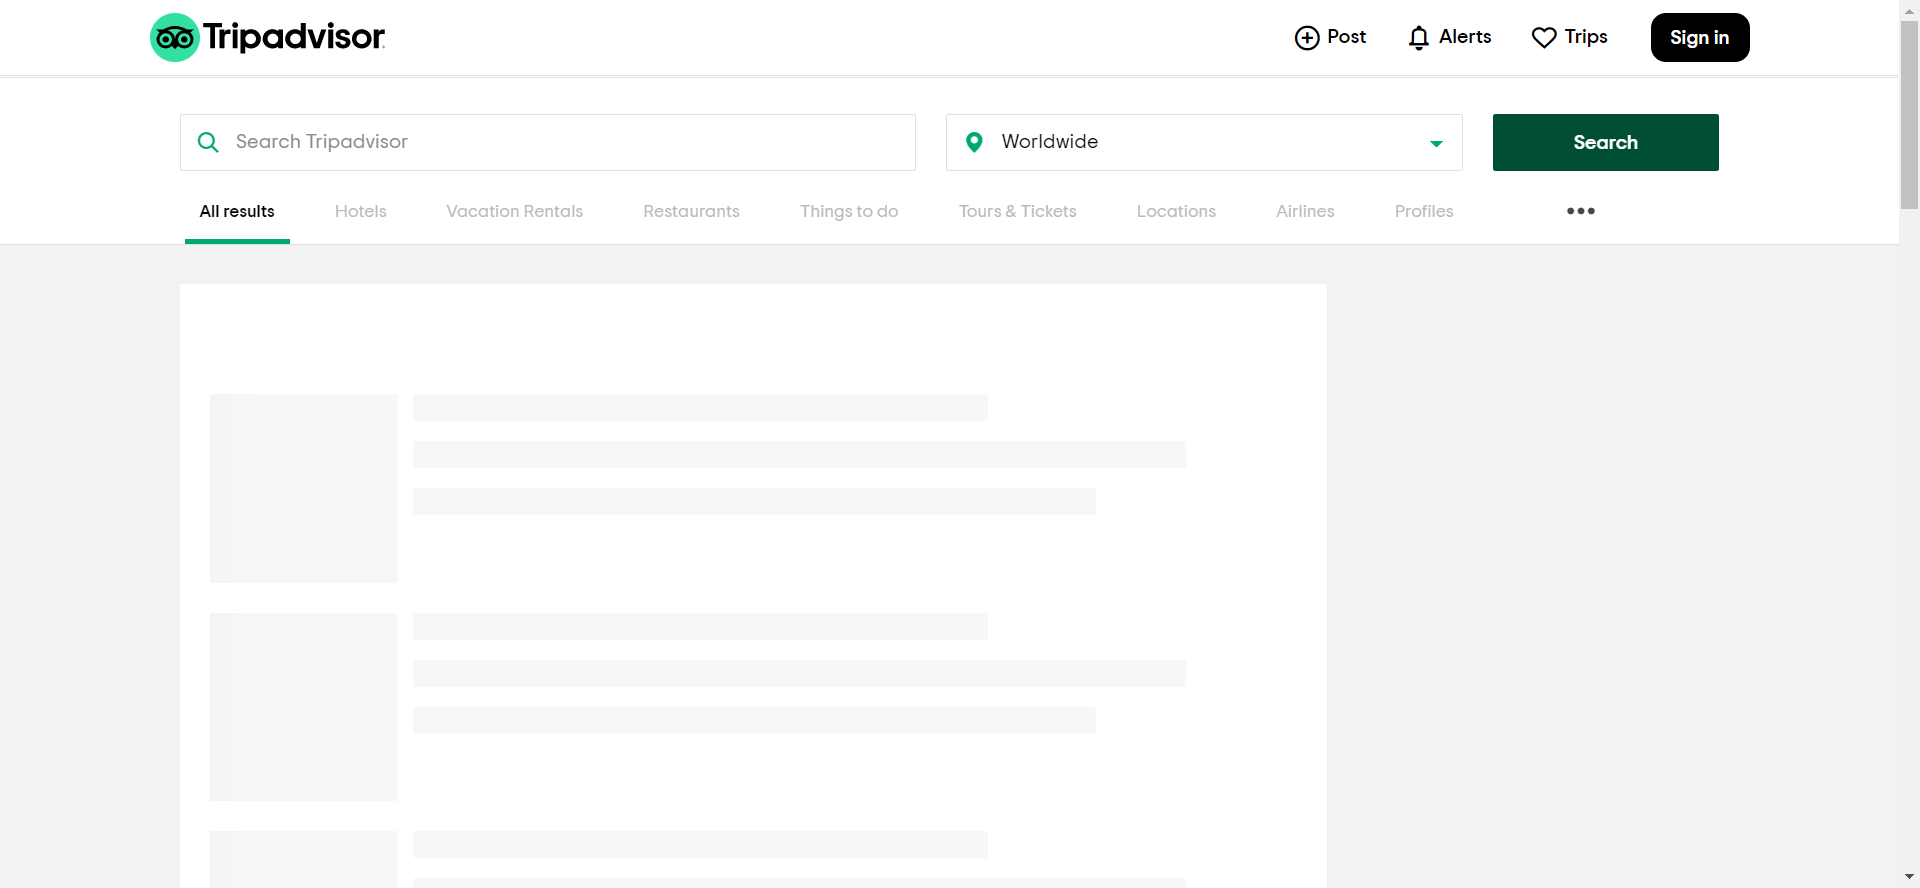 Tripadvisor
Post
Alerts
Trips
Sign in
Search Tripadvisor
Worldwide
Search
All results
Hotels
Vacation Rentals
Restaurants
Things to do
Tours & Tickets
Locations
Airlines
Profiles